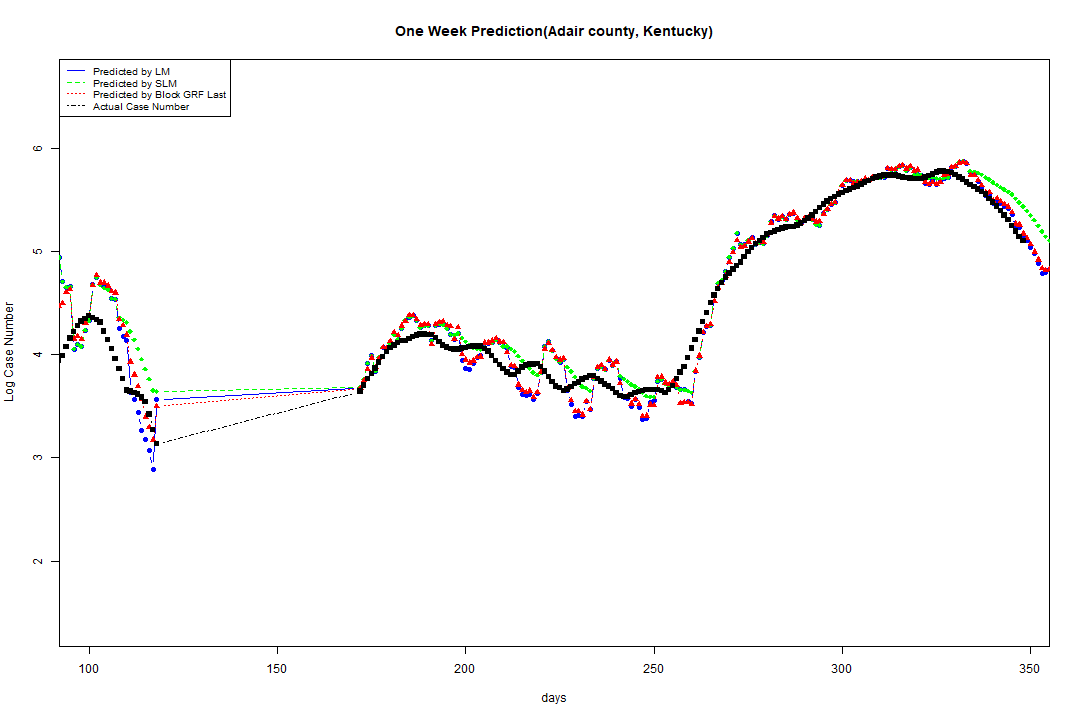 One Week Prediction(Adair county, Kentucky)
Predicted by LM
Predicted by SLM
Predicted by Block GRF Last
Actual Case Number
6
5
4
3
2
Log Case Number
100 150 200 250 300 350
days